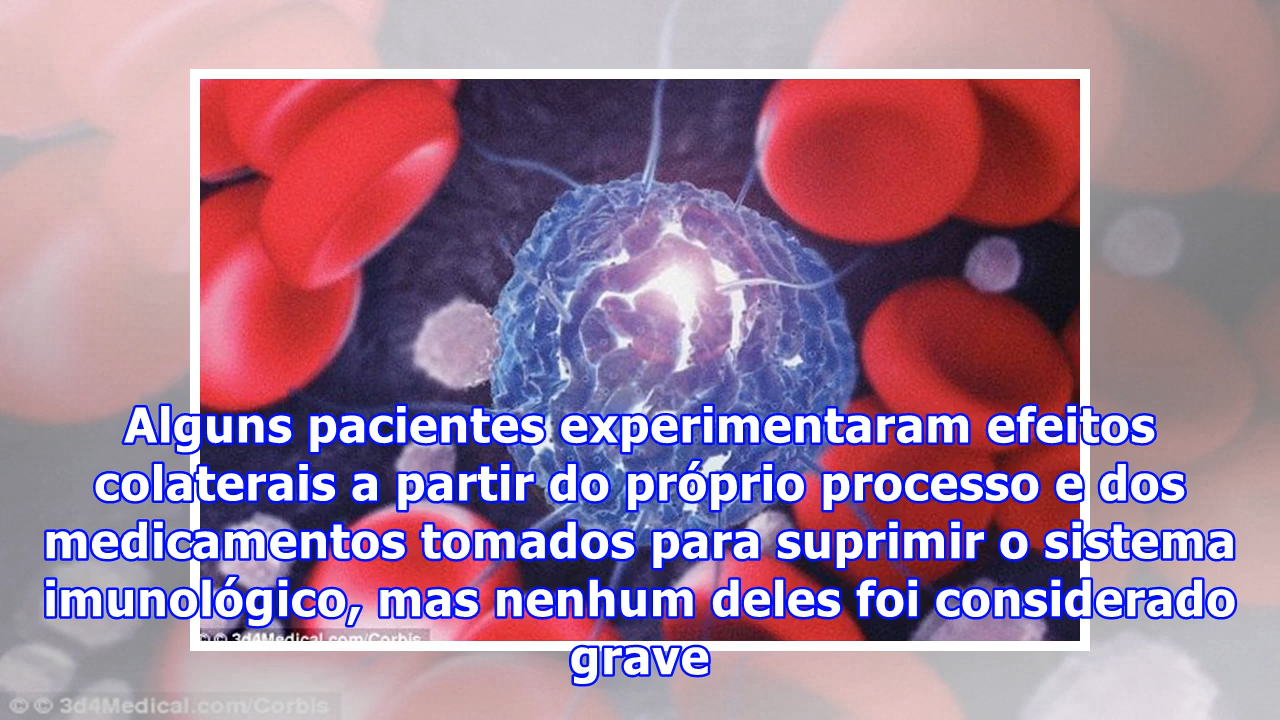 Alguns pacientes experimentaram efeitos
colaterais a partir do próprio processo e dos
medicamentos tomados para suprimir o sistema
imunológico, mas nenhum deles foi considerado
grave
© 3d4Medical.com/Corbis
© © 3d4Medical.com/Corbis